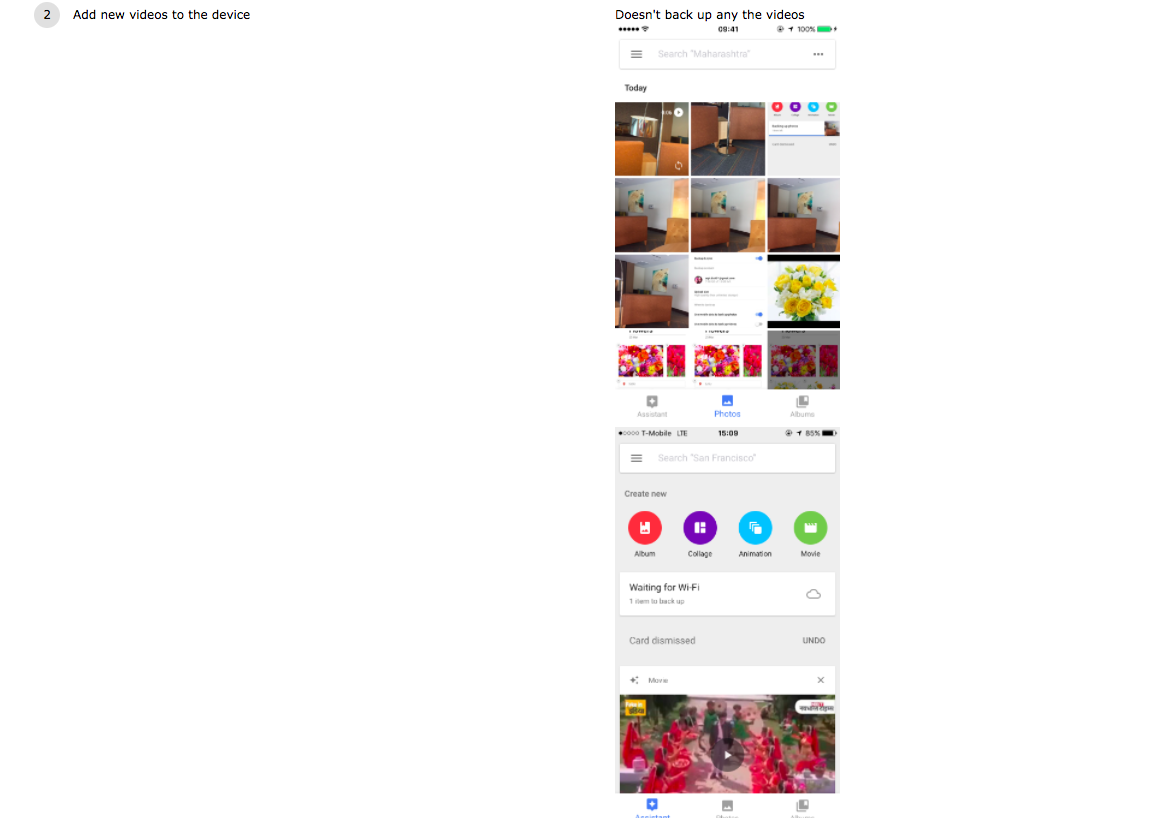 2 Add new videos to the device
Doesn't back up any the videos
09:41 100%
Search "Maharashtra"
Today
Assistant Photos Albums
T-Mobile LTE 15:09 85%
Search "San Francisco"
Create new
Album Collage Animation Movie
Waiting for Wi-Fi
1 item to back up
Card dismissed UNDO
Movie
Assistant Photos Albums